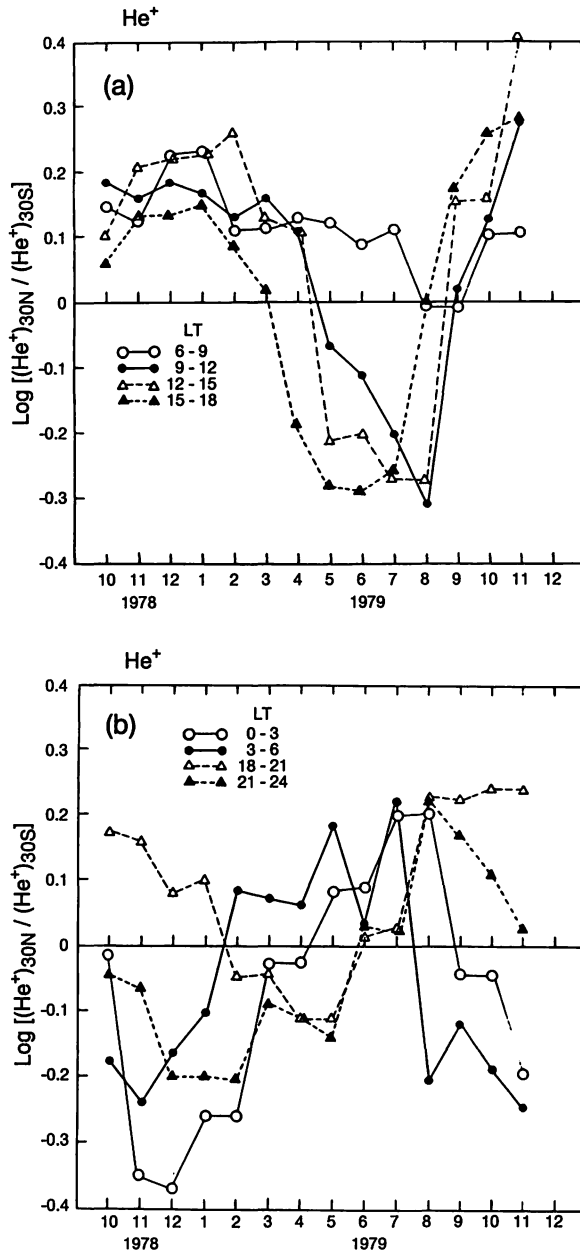 He⁺
(a)
0.4
0.3
0.2
0.1
0
-0.1
-0.2
-0.3
-0.4
Log [(He⁺)30N / (He⁺)30S]
LT
6 - 9
9 - 12
12 - 15
15 - 18
10 11 12 1 2 3 4 5 6 7 8 9 10 11 12
1978 1979
He⁺
(b)
0.4
0.3
0.2
0.1
0
-0.1
-0.2
-0.3
-0.4
Log [(He⁺)30N / (He⁺)30S]
LT
0 - 3
3 - 6
18 - 21
21 - 24
10 11 12 1 2 3 4 5 6 7 8 9 10 11 12
1978 1979